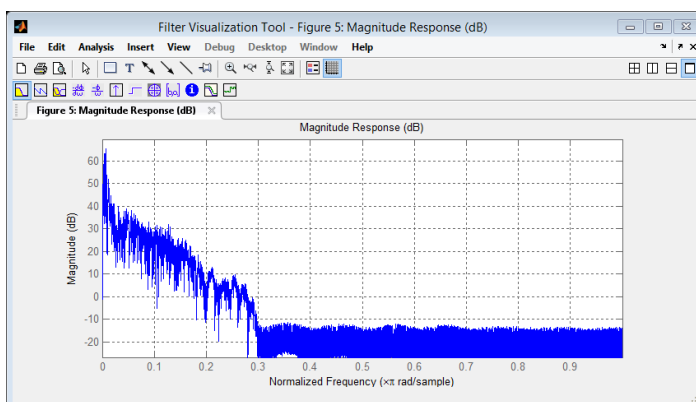 Filter Visualization Tool - Figure 5: Magnitude Response (dB)
File Edit Analysis Insert View Debug Desktop Window Help
Figure 5: Magnitude Response (dB)
Magnitude Response (dB)
60
50
40
30
20
10
0
-10
-20
Magnitude (dB)
0 0.1 0.2 0.3 0.4 0.5 0.6 0.7 0.8 0.9
Normalized Frequency (×π rad/sample)